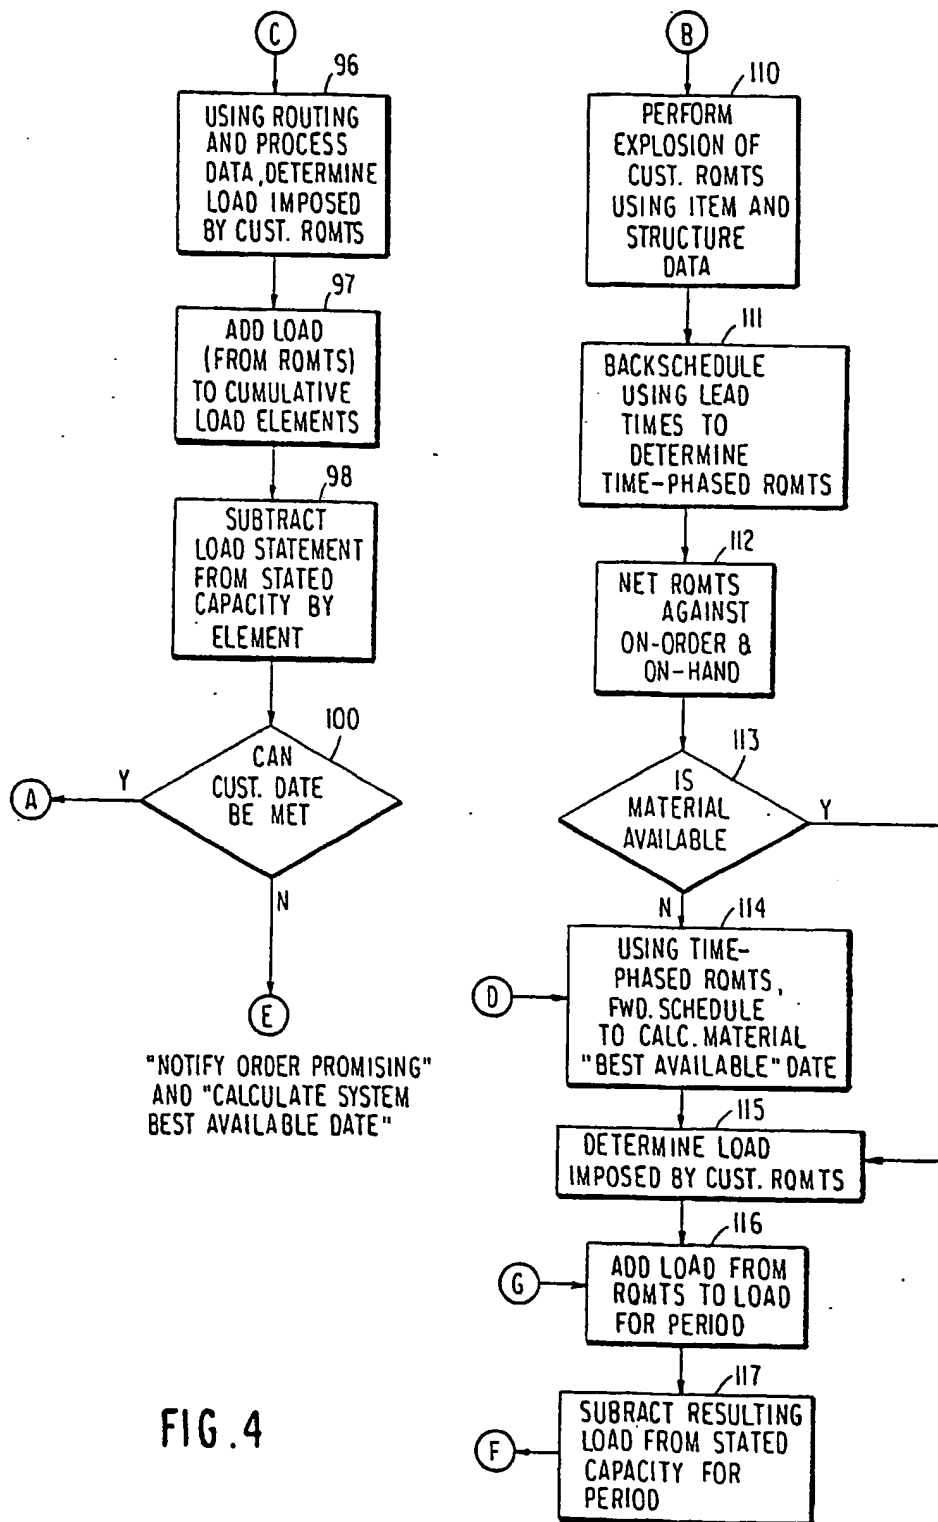 C
96
USING ROUTING
AND PROCESS
DATA, DETERMINE
LOAD IMPOSED
BY CUST. RQMTS
97
ADD LOAD
(FROM RQMTS)
TO CUMULATIVE
LOAD ELEMENTS
98
SUBTRACT
LOAD STATEMENT
FROM STATED
CAPACITY BY
ELEMENT
100
CAN
CUST. DATE
BE MET
Y
A
N
E
"NOTIFY ORDER PROMISING"
AND "CALCULATE SYSTEM
BEST AVAILABLE DATE"
B
110
PERFORM
EXPLOSION OF
CUST. RQMTS
USING ITEM AND
STRUCTURE
DATA
111
BACKSCHEDULE
USING LEAD
TIMES TO
DETERMINE
TIME-PHASED RQMTS
112
NET RQMTS
AGAINST
ON-ORDER &
ON-HAND
113
IS
MATERIAL
AVAILABLE
Y
N
114
USING TIME-
PHASED RQMTS,
FWD. SCHEDULE
TO CALC. MATERIAL
"BEST AVAILABLE" DATE
D
115
DETERMINE LOAD
IMPOSED BY CUST. RQMTS
116
ADD LOAD FROM
RQMTS TO LOAD
FOR PERIOD
G
117
SUBRACT RESULTING
LOAD FROM STATED
CAPACITY FOR
PERIOD
F
FIG.4